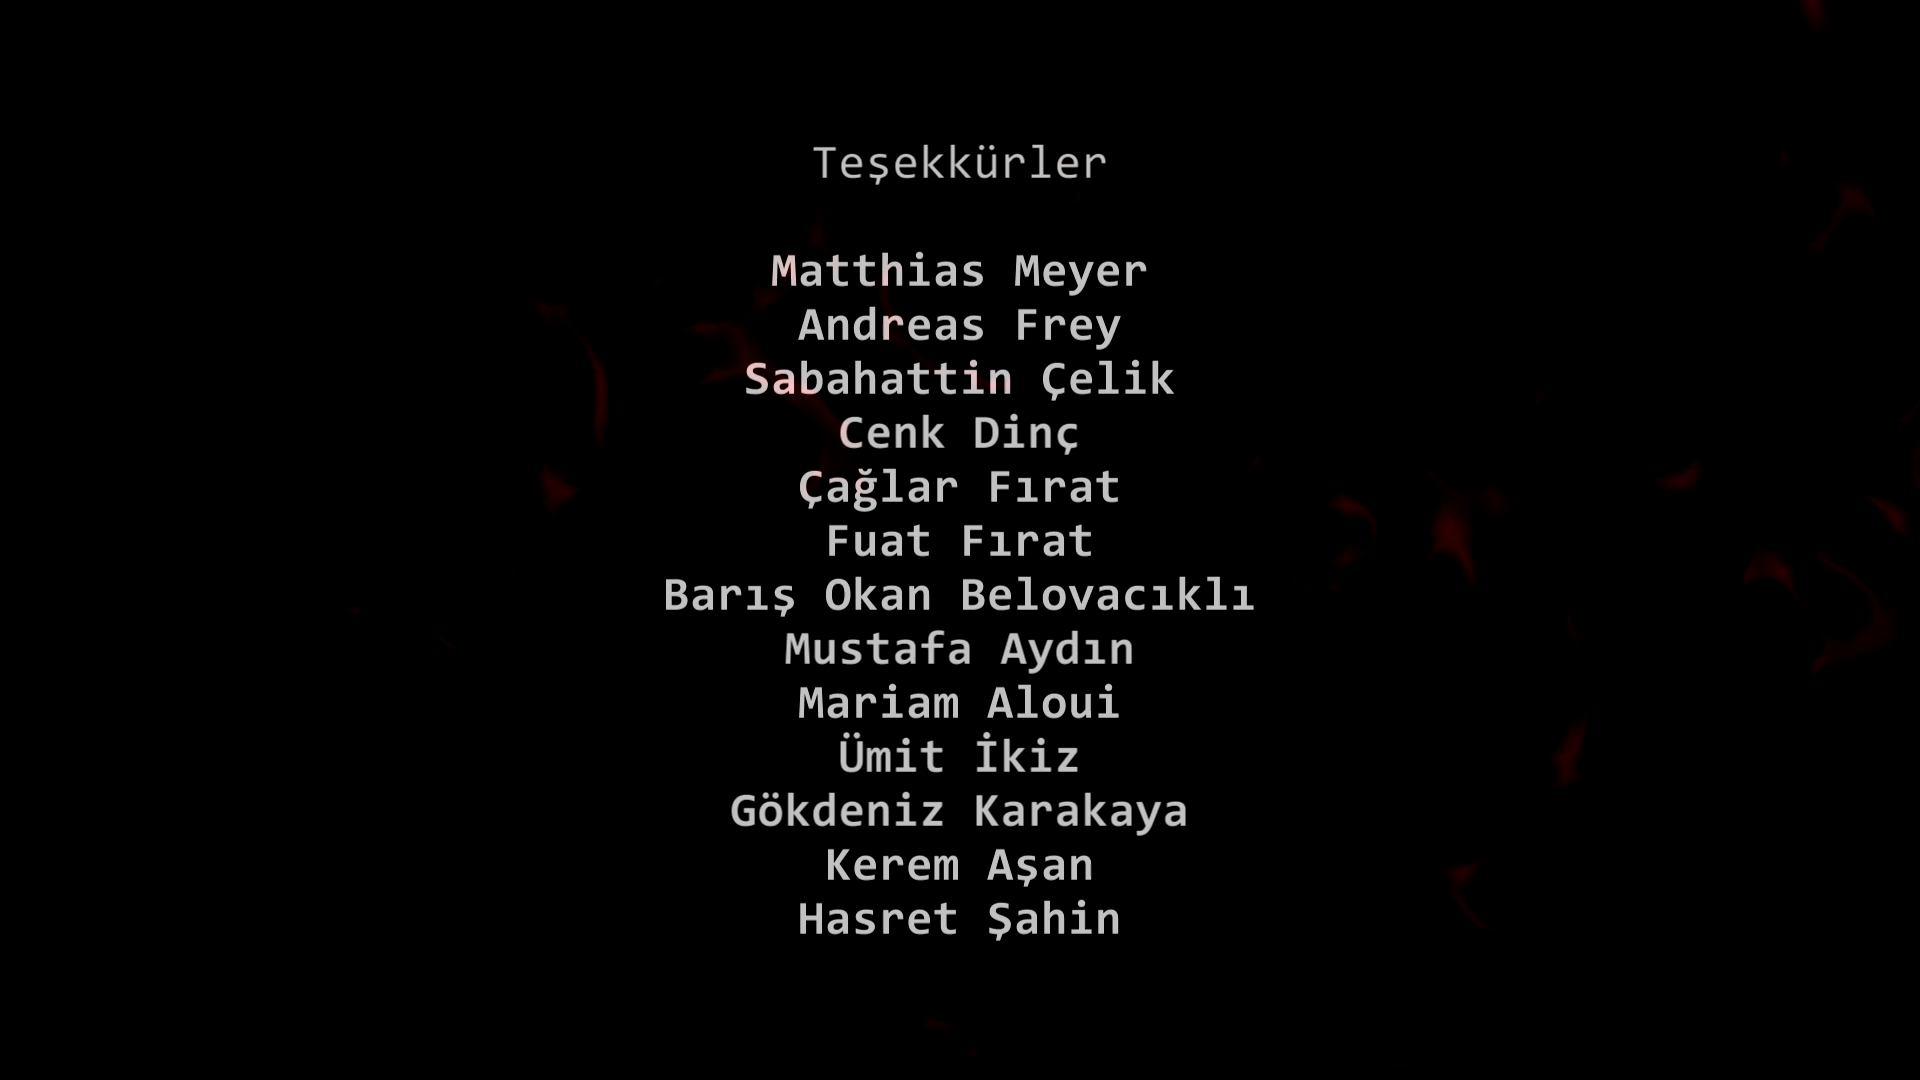 Teşekkürler
Matthias Meyer
Andreas Frey
Sabahattin Çelik
Cenk Dinç
Çağlar Fırat
Fuat Fırat
Barış Okan Belovacıklı
Mustafa Aydın
Mariam Aloui
Ümit İkiz
Gökdeniz Karakaya
Kerem Aşan
Hasret Şahin